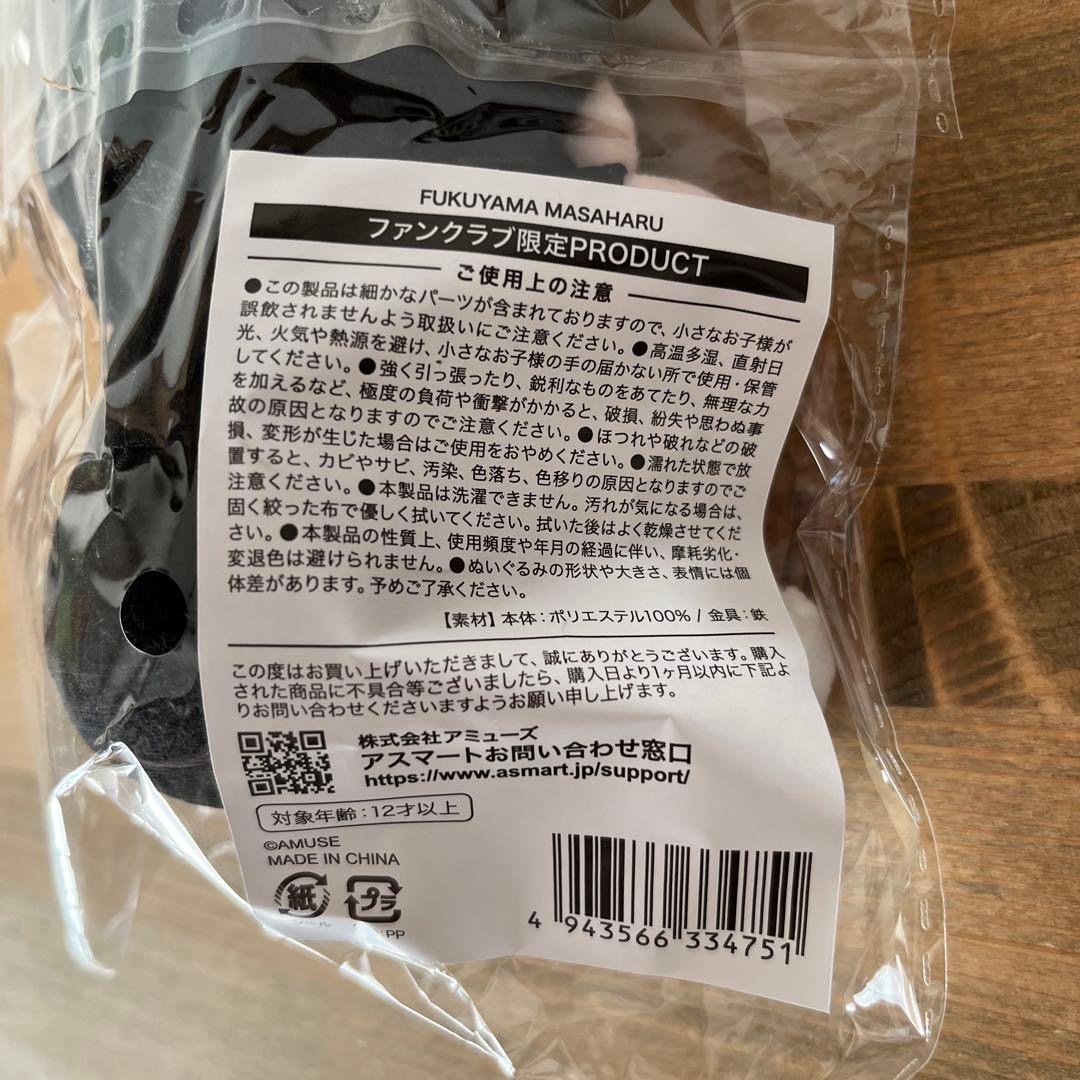 FUKUYAMA MASAHARU
ファンクラブ限定PRODUCT
ご使用上の注意
●この製品は細かなパーツが含まれておりますので、小さなお子様が
誤飲されませんよう取扱いにご注意ください。●高温多湿、直射日
光、火気や熱源を避け、小さなお子様の手の届かない所で使用・保管
してください。●強く引っ張ったり、鋭利なものをあてたり、無理な力
を加えるなど、極度の負荷や衝撃がかかると、破損、紛失や思わぬ事
故の原因となりますのでご注意ください。●ほつれや破れなどの破
損、変形が生じた場合はご使用をおやめください。●濡れた状態で放
置すると、カビやサビ、汚染、色落ち、色移りの原因となりますのでご
注意ください。●本製品は洗濯できません。汚れが気になる場合は、
固く絞った布で優しく拭いてください。拭いた後はよく乾燥させてくだ
さい。●本製品の性質上、使用頻度や年月の経過に伴い、摩耗劣化・
変退色は避けられません。●ぬいぐるみの形状や大きさ、表情には個
体差があります。予めご了承ください。
【素材】本体：ポリエステル100% / 金具：鉄
この度はお買い上げいただきまして、誠にありがとうございます。購入
された商品に不具合等ございましたら、購入日より1ヶ月以内に下記よ
りお問い合わせくださいますようお願い申し上げます。
株式会社アミューズ
アスマートお問い合わせ窓口
https://www.asmart.jp/support/
対象年齢：12才以上
©AMUSE
MADE IN CHINA
紙 プラ
PP
4 943566 334751